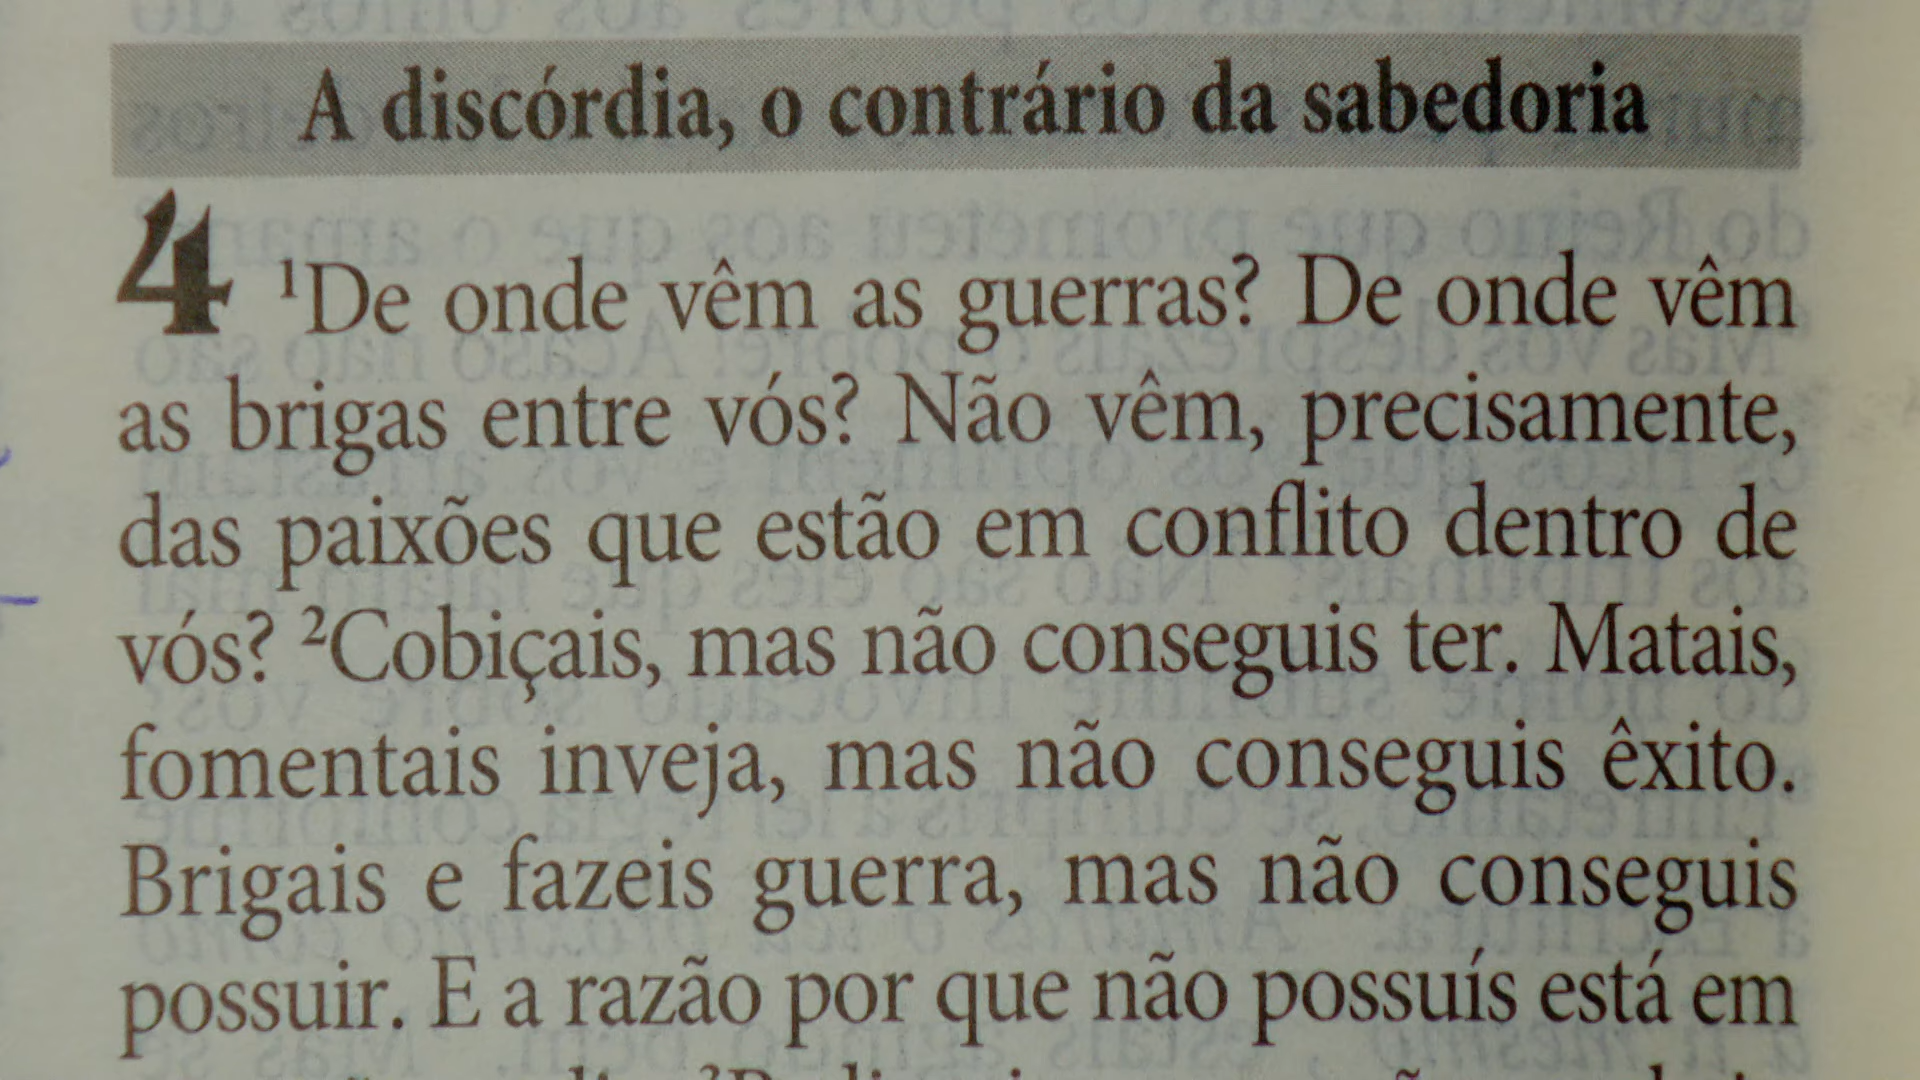 A discórdia, o contrário da sabedoria
4 ¹De onde vêm as guerras? De onde vêm
as brigas entre vós? Não vêm, precisamente,
das paixões que estão em conflito dentro de
vós? ²Cobiçais, mas não conseguis ter. Matais,
fomentais inveja, mas não conseguis êxito.
Brigais e fazeis guerra, mas não conseguis
possuir. E a razão por que não possuís está em